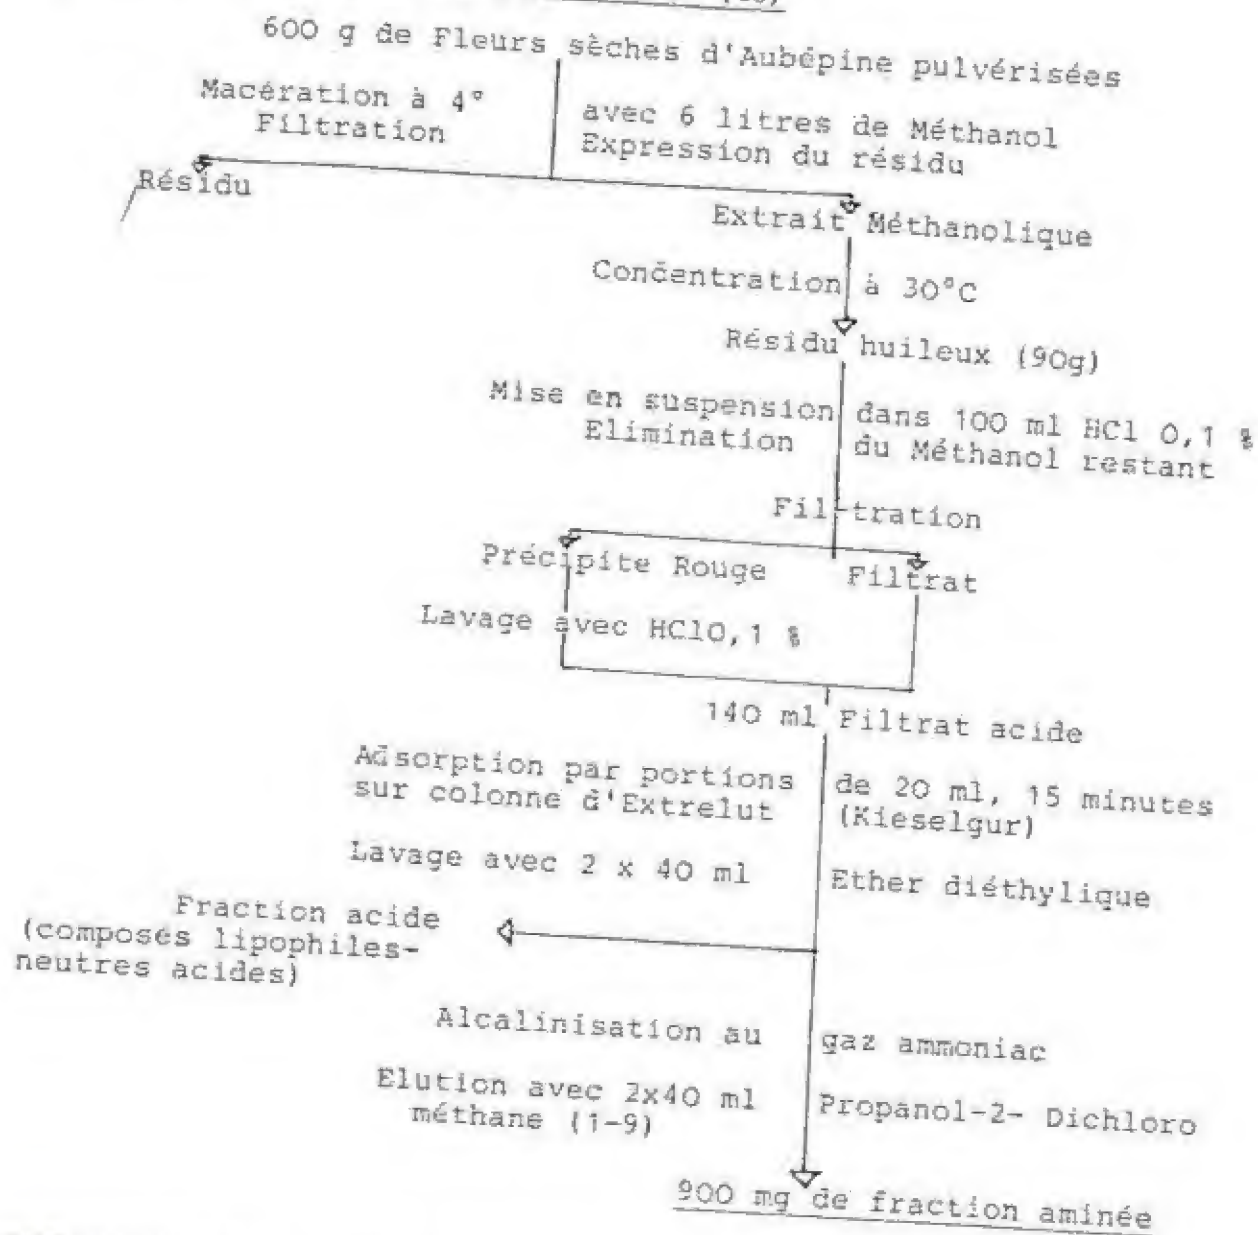 600 g de Fleurs sèches d'Aubépine pulvérisées
Macération à 4° avec 6 litres de Méthanol
Filtration Expression du résidu
Résidu
Extrait Méthanolique
Concentration à 30°C
Résidu huileux (90g)
Mise en suspension dans 100 ml HCl 0,1 %
Elimination du Méthanol restant
Filtration
Précipite Rouge Filtrat
Lavage avec HCl0,1 %
140 ml Filtrat acide
Adsorption par portions de 20 ml, 15 minutes
sur colonne d'Extrelut (Kieselgur)
Lavage avec 2 x 40 ml Ether diéthylique
Fraction acide
(composés lipophiles-
neutres acides)
Alcalinisation au gaz ammoniac
Elution avec 2x40 ml Propanol-2- Dichloro
méthane (1-9)
900 mg de fraction aminée